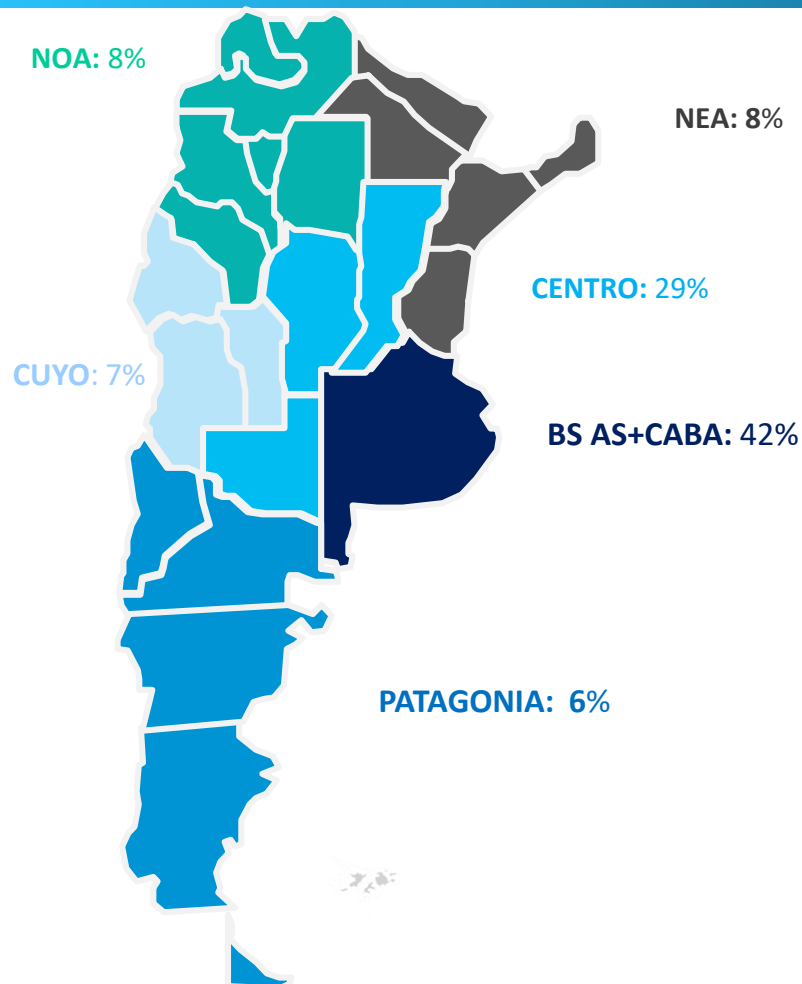 NOA: 8%
NEA: 8%
CENTRO: 29%
CUYO: 7%
BS AS+CABA: 42%
PATAGONIA: 6%